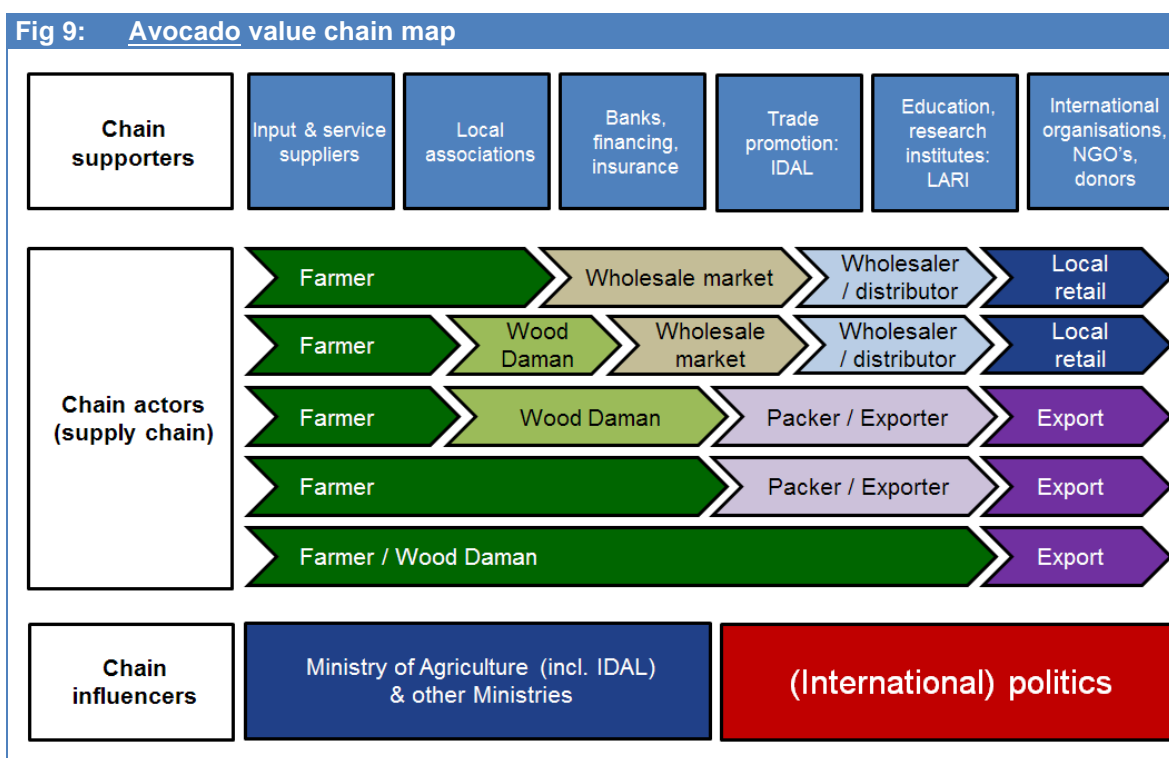 Fig 9: Avocado value chain map
Chain
supporters
Input & service
suppliers
Local
associations
Banks,
financing,
insurance
Trade
promotion:
IDAL
Education,
research
institutes:
LARI
International
organisations,
NGO's,
donors
Chain actors
(supply chain)
Farmer
Wholesale market
Wholesaler
/ distributor
Local
retail
Farmer
Wood
Daman
Wholesale
market
Wholesaler
/ distributor
Local
retail
Farmer
Wood Daman
Packer / Exporter
Export
Farmer
Packer / Exporter
Export
Farmer / Wood Daman
Export
Chain
influencers
Ministry of Agriculture (incl. IDAL)
& other Ministries
(International) politics